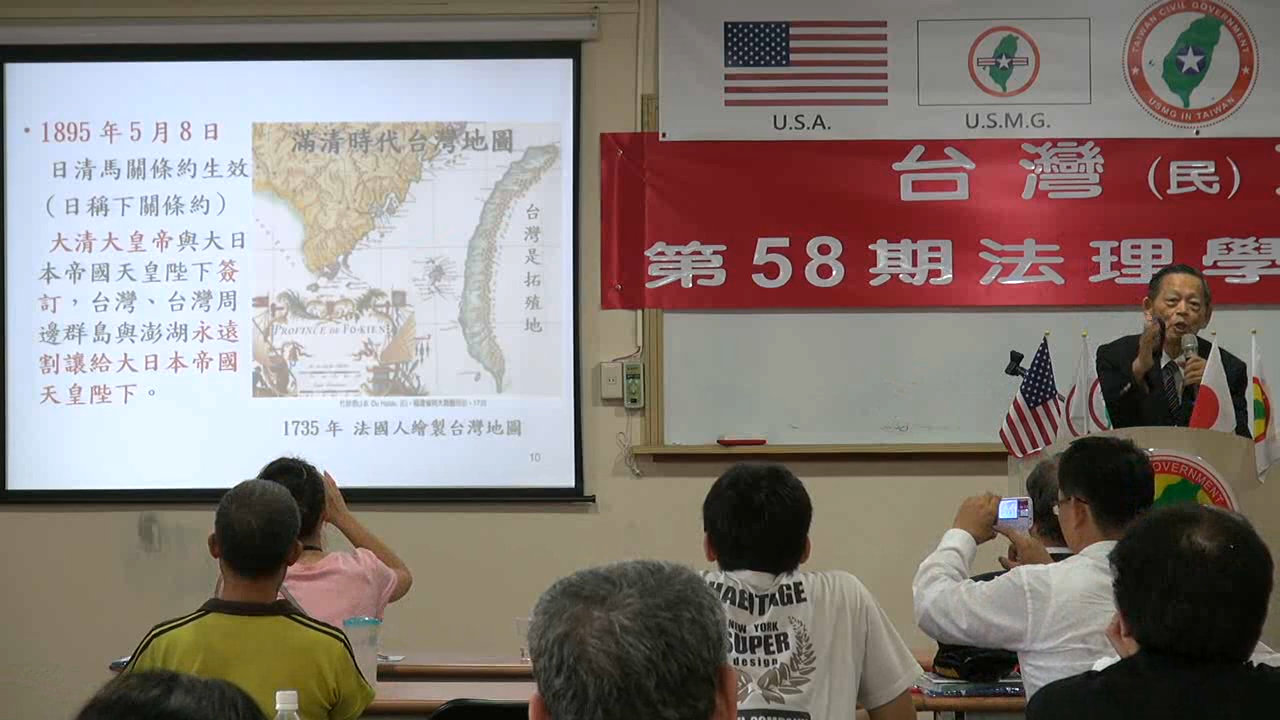 • 1895 年 5 月 8 日
日清馬關條約生效
（日稱下關條約）
大清大皇帝與大日
本帝國天皇陛下簽
訂，台灣、台灣周
邊群島與澎湖永遠
割讓給大日本帝國
天皇陛下。
滿清時代台灣地圖
台灣是拓殖地
PROVINCE DE FO-KIEN
1735 年 法國人繪製台灣地圖
10
U.S.A.
U.S.M.G.
TAIWAN CIVIL GOVERNMENT
USMG IN TAIWAN
台灣(民)
第58期法理學
GOVERNMENT
HAERITAGE
NEW YORK
SUPER
design